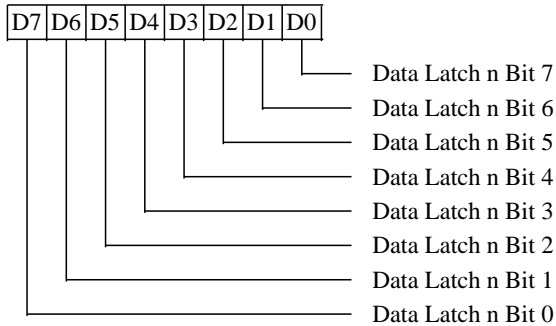 D7 D6 D5 D4 D3 D2 D1 D0
Data Latch n Bit 7
Data Latch n Bit 6
Data Latch n Bit 5
Data Latch n Bit 4
Data Latch n Bit 3
Data Latch n Bit 2
Data Latch n Bit 1
Data Latch n Bit 0